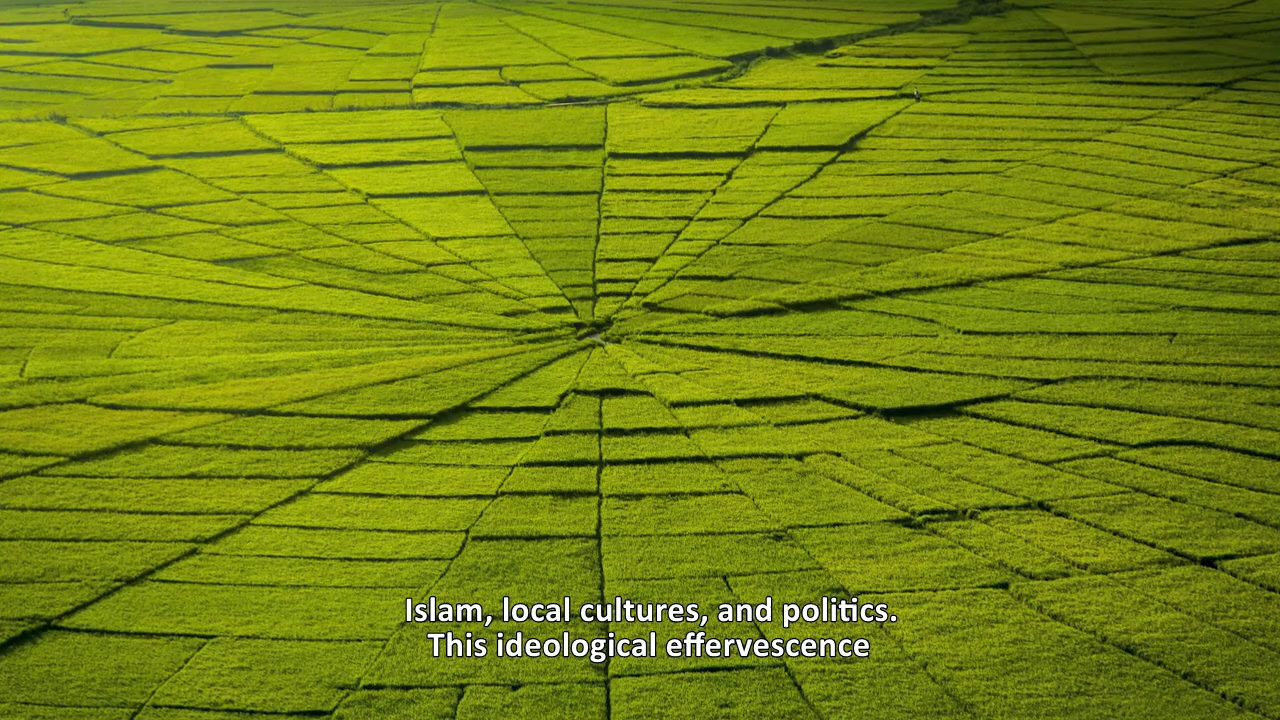 Islam, local cultures, and politics.
This ideological effervescence